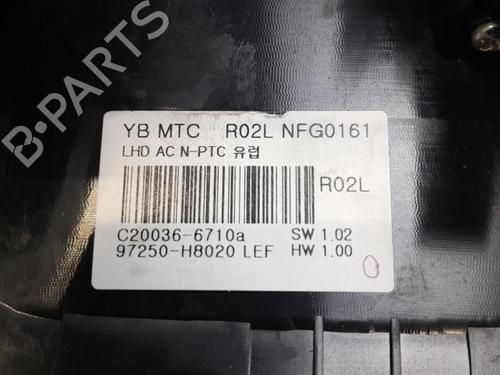 YB MTC R02L NFG0161
LHD AC N-PTC 유럽
R02L
C20036-6710a SW 1.02
97250-H8020 LEF HW 1.00
B-PARTS